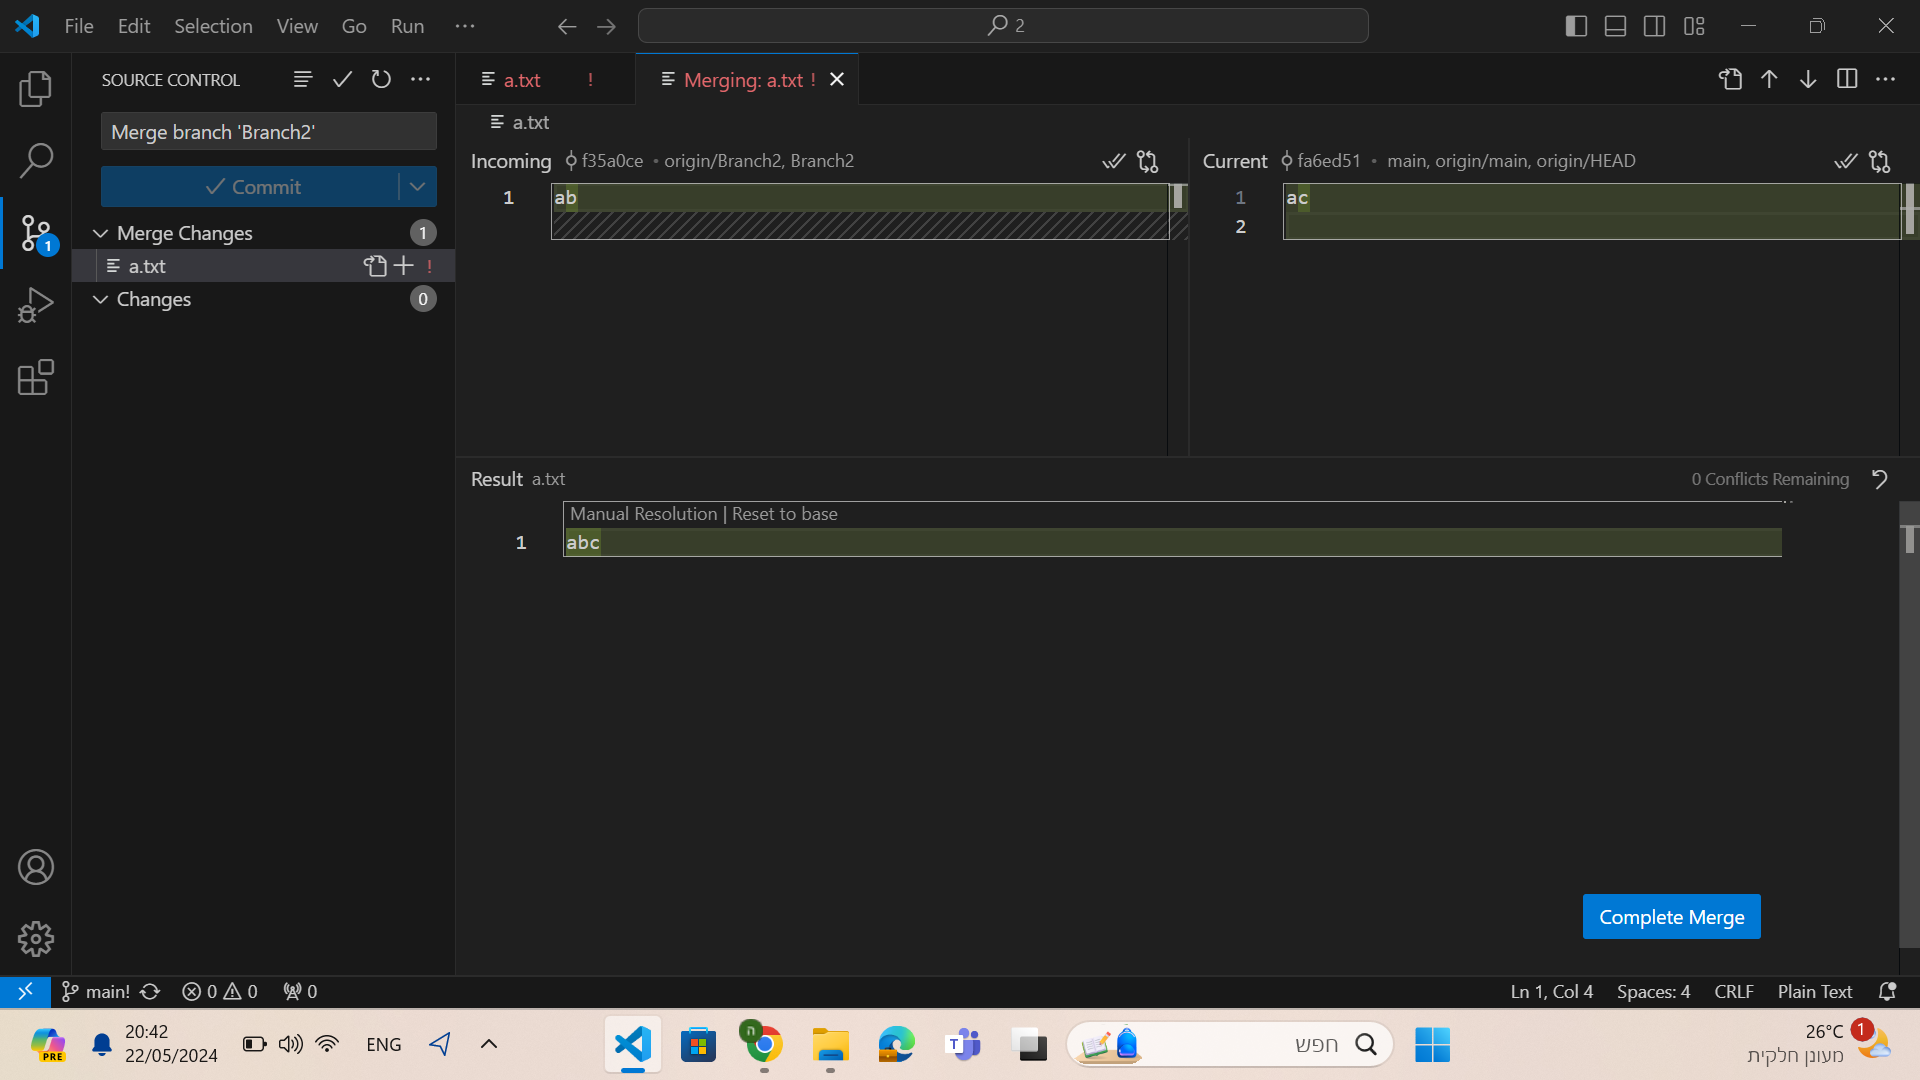 File Edit Selection View Go Run 2
SOURCE CONTROL
Merge branch 'Branch2'
Commit
Merge Changes 1
a.txt !
Changes 0
1
a.txt !
Merging: a.txt !
a.txt
Incoming f35a0ce • origin/Branch2, Branch2
1 ab
Current fa6ed51 • main, origin/main, origin/HEAD
1 ac
2
Result a.txt 0 Conflicts Remaining
Manual Resolution | Reset to base
1 abc
Complete Merge
main! 0 0 0 Ln 1, Col 4 Spaces: 4 CRLF Plain Text
PRE
20:42
22/05/2024
ENG
ה
T
חפש
26°C
מעונן חלקית
1